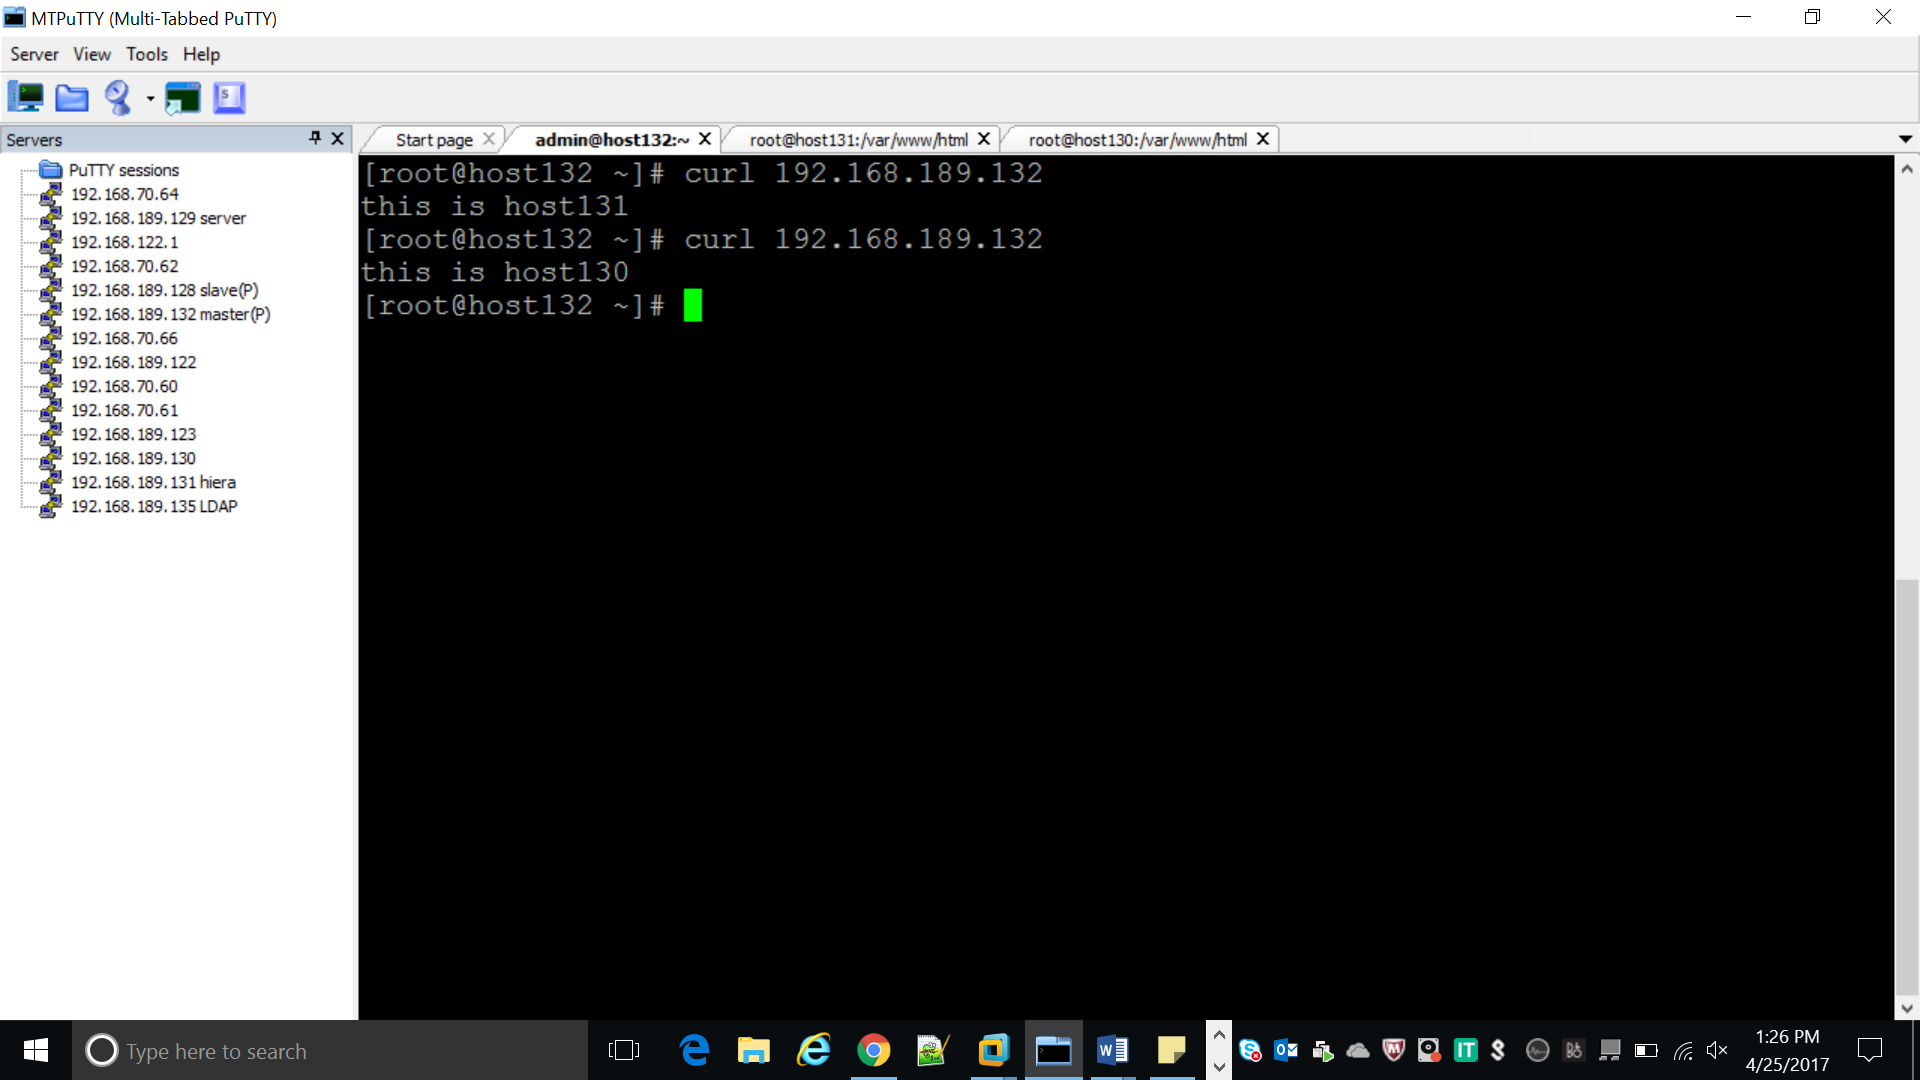 MTPuTTY (Multi-Tabbed PuTTY)
Server View Tools Help
Servers
PuTTY sessions
192.168.70.64
192.168.189.129 server
192.168.122.1
192.168.70.62
192.168.189.128 slave(P)
192.168.189.132 master(P)
192.168.70.66
192.168.189.122
192.168.70.60
192.168.70.61
192.168.189.123
192.168.189.130
192.168.189.131 hiera
192.168.189.135 LDAP
Start page admin@host132:~ root@host131:/var/www/html root@host130:/var/www/html
[root@host132 ~]# curl 192.168.189.132
this is host131
[root@host132 ~]# curl 192.168.189.132
this is host130
[root@host132 ~]#
Type here to search
IT
1:26 PM
4/25/2017